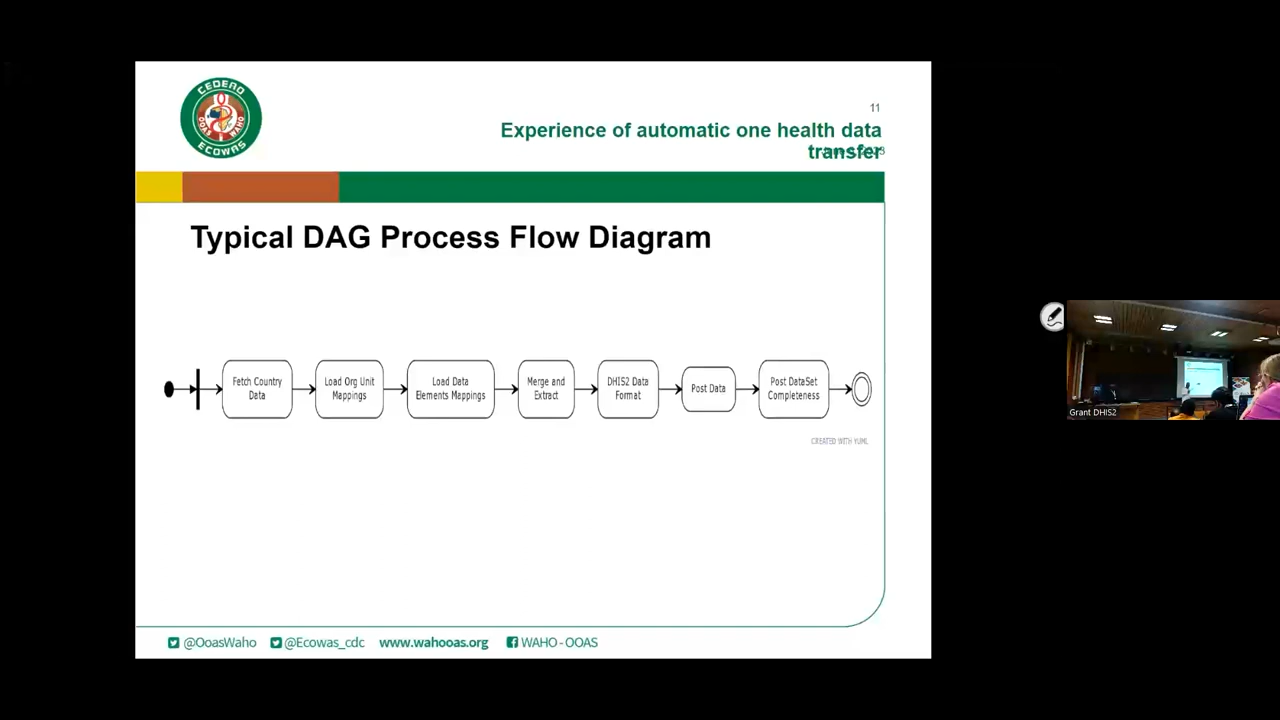 CEDEAO
OOAS WAHO
ECOWAS
11
Experience of automatic one health data
transfer
Typical DAG Process Flow Diagram
Fetch Country
Data
Load Org Unit
Mappings
Load Data
Elements Mappings
Merge and
Extract
DHIS2 Data
Format
Post Data
Post DataSet
Completeness
CREATED WITH YUML
Grant DHIS2
@OoasWaho @Ecowas_cdc www.wahooas.org WAHO - OOAS